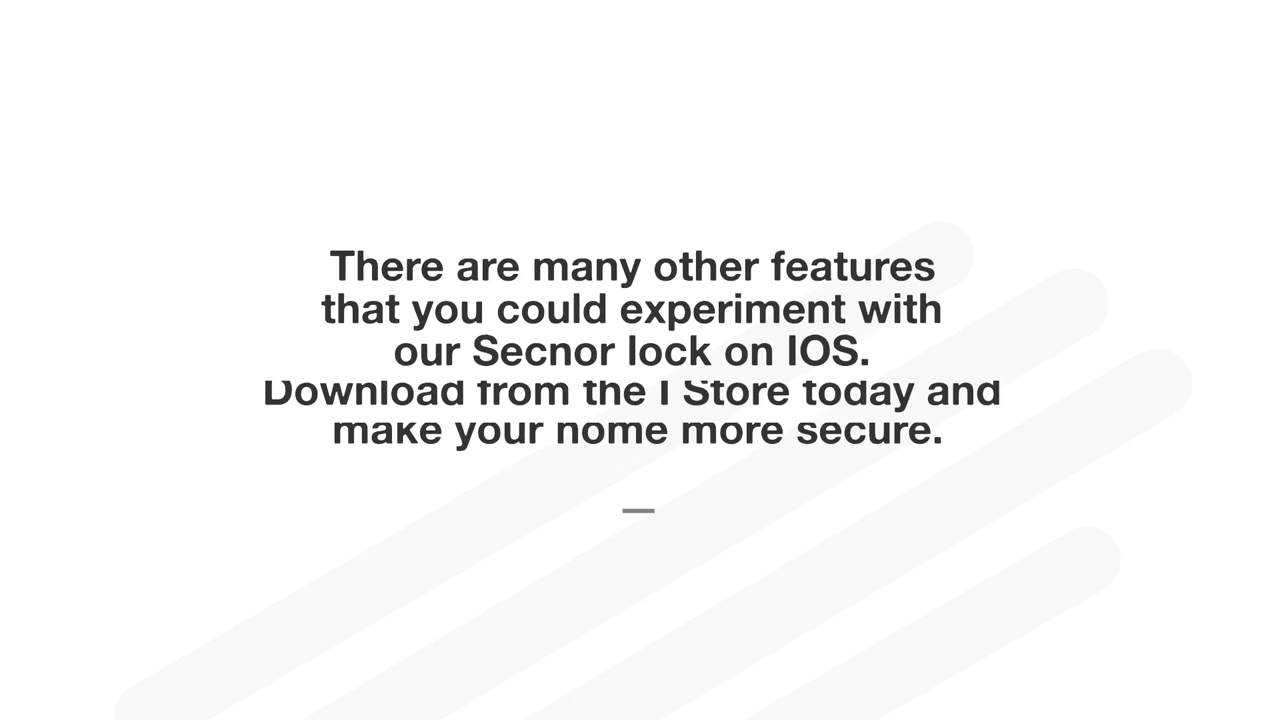 There are many other features
that you could experiment with
our Secnor lock on IOS.
Download from the I Store today and
make your home more secure.